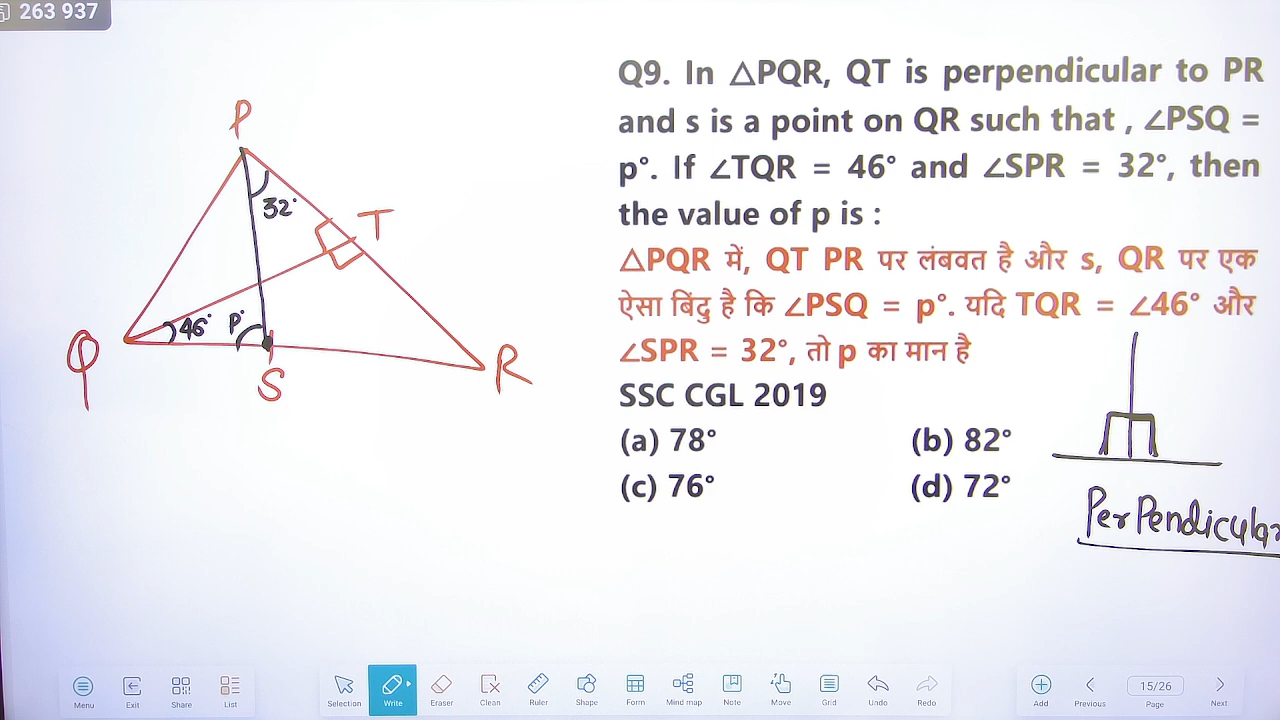 263 937
P
32°
T
Q
46°
P°
S
R
Q9. In △PQR, QT is perpendicular to PR
and s is a point on QR such that , ∠PSQ =
p°. If ∠TQR = 46° and ∠SPR = 32°, then
the value of p is :
△PQR में, QT PR पर लंबवत है और s, QR पर एक
ऐसा बिंदु है कि ∠PSQ = p°. यदि TQR = ∠46° और
∠SPR = 32°, तो p का मान है
SSC CGL 2019
(a) 78° (b) 82°
(c) 76° (d) 72°
Perpendicular
Menu Exit Share List Selection Write Eraser Clean Ruler Shape Form Mind map Note Move Grid Undo Redo Add Previous 15/26 Page Next